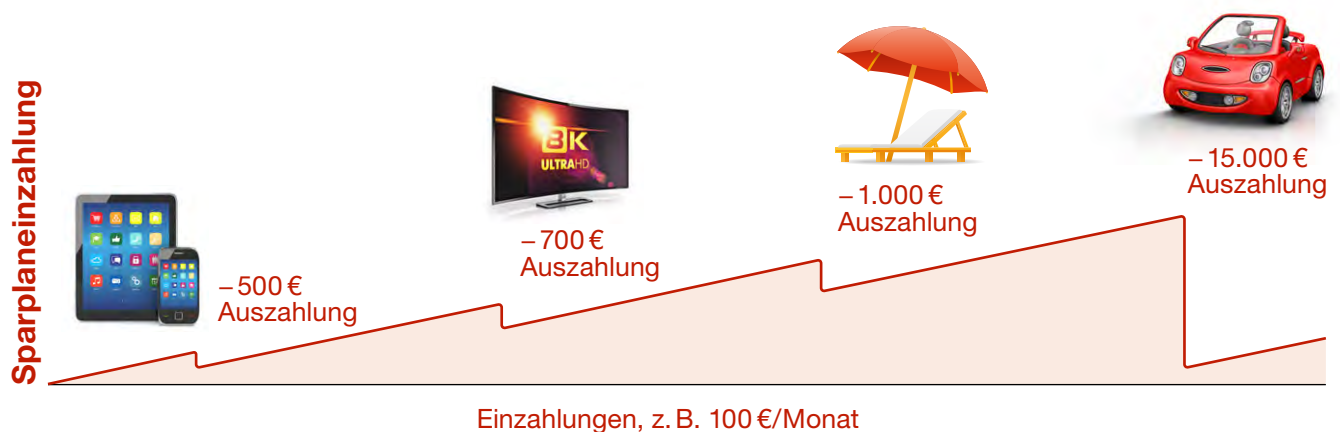 Sparplaneinzahlung
– 500 €
Auszahlung
8K
ULTRAHD
– 700 €
Auszahlung
– 1.000 €
Auszahlung
– 15.000 €
Auszahlung
Einzahlungen, z. B. 100 €/Monat